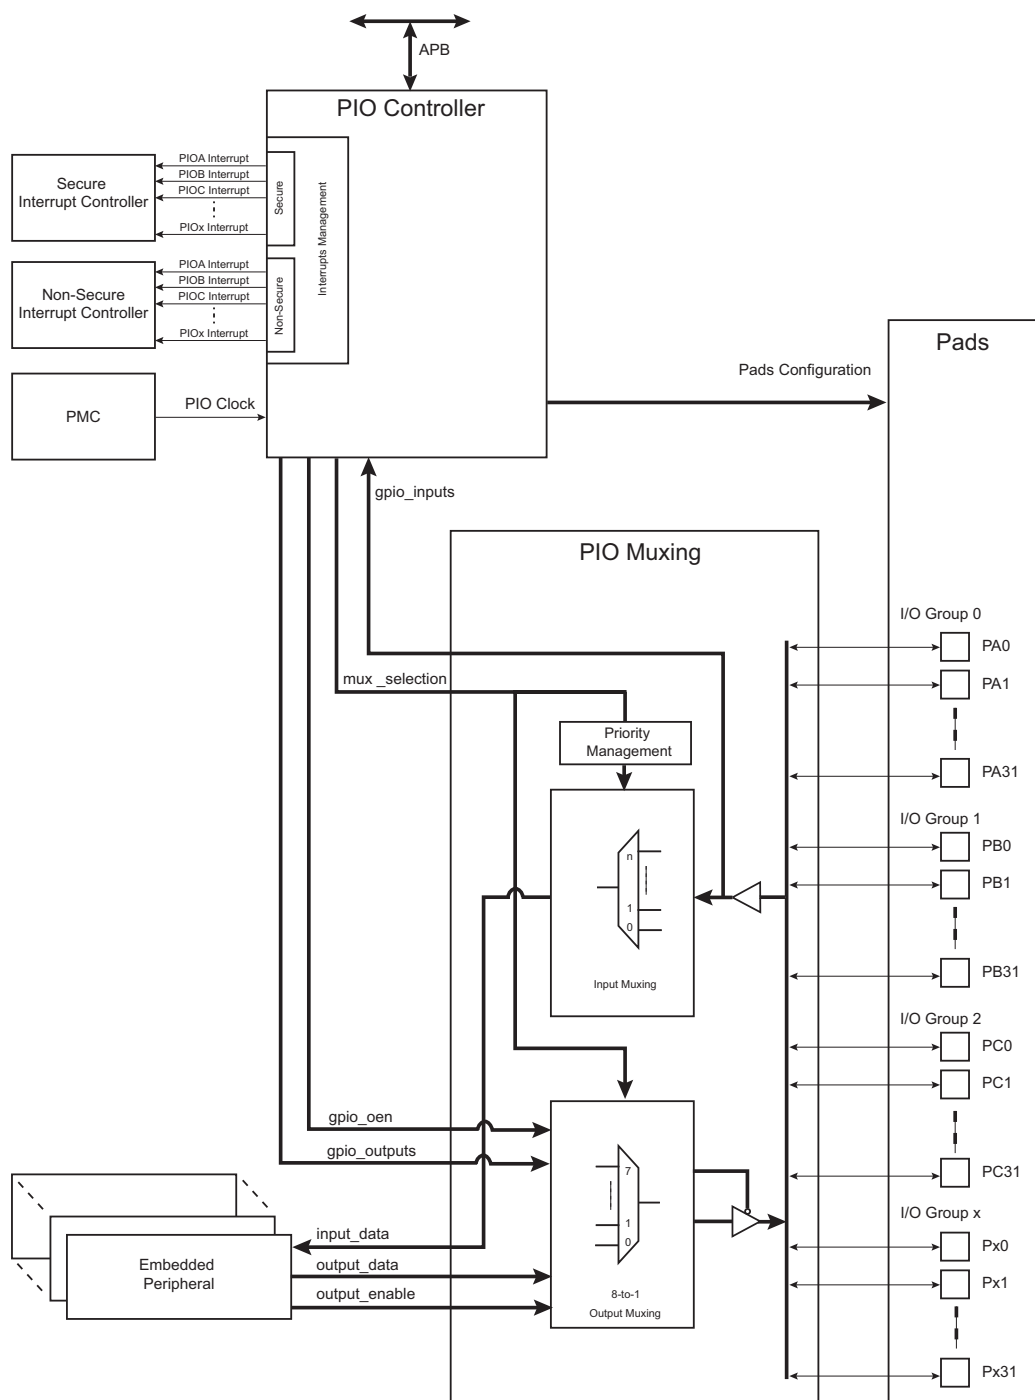 APB
PIO Controller
PIOA Interrupt
PIOB Interrupt
PIOC Interrupt
PIOx Interrupt
Secure
Interrupt Controller
Secure
Interrupts Management
PIOA Interrupt
PIOB Interrupt
PIOC Interrupt
PIOx Interrupt
Non-Secure
Interrupt Controller
Non-Secure
PMC
PIO Clock
Pads Configuration
Pads
gpio_inputs
PIO Muxing
mux _selection
Priority
Management
n
1
0
Input Muxing
gpio_oen
gpio_outputs
7
1
0
8-to-1
Output Muxing
input_data
output_data
output_enable
Embedded
Peripheral
I/O Group 0
PA0
PA1
PA31
I/O Group 1
PB0
PB1
PB31
I/O Group 2
PC0
PC1
PC31
I/O Group x
Px0
Px1
Px31